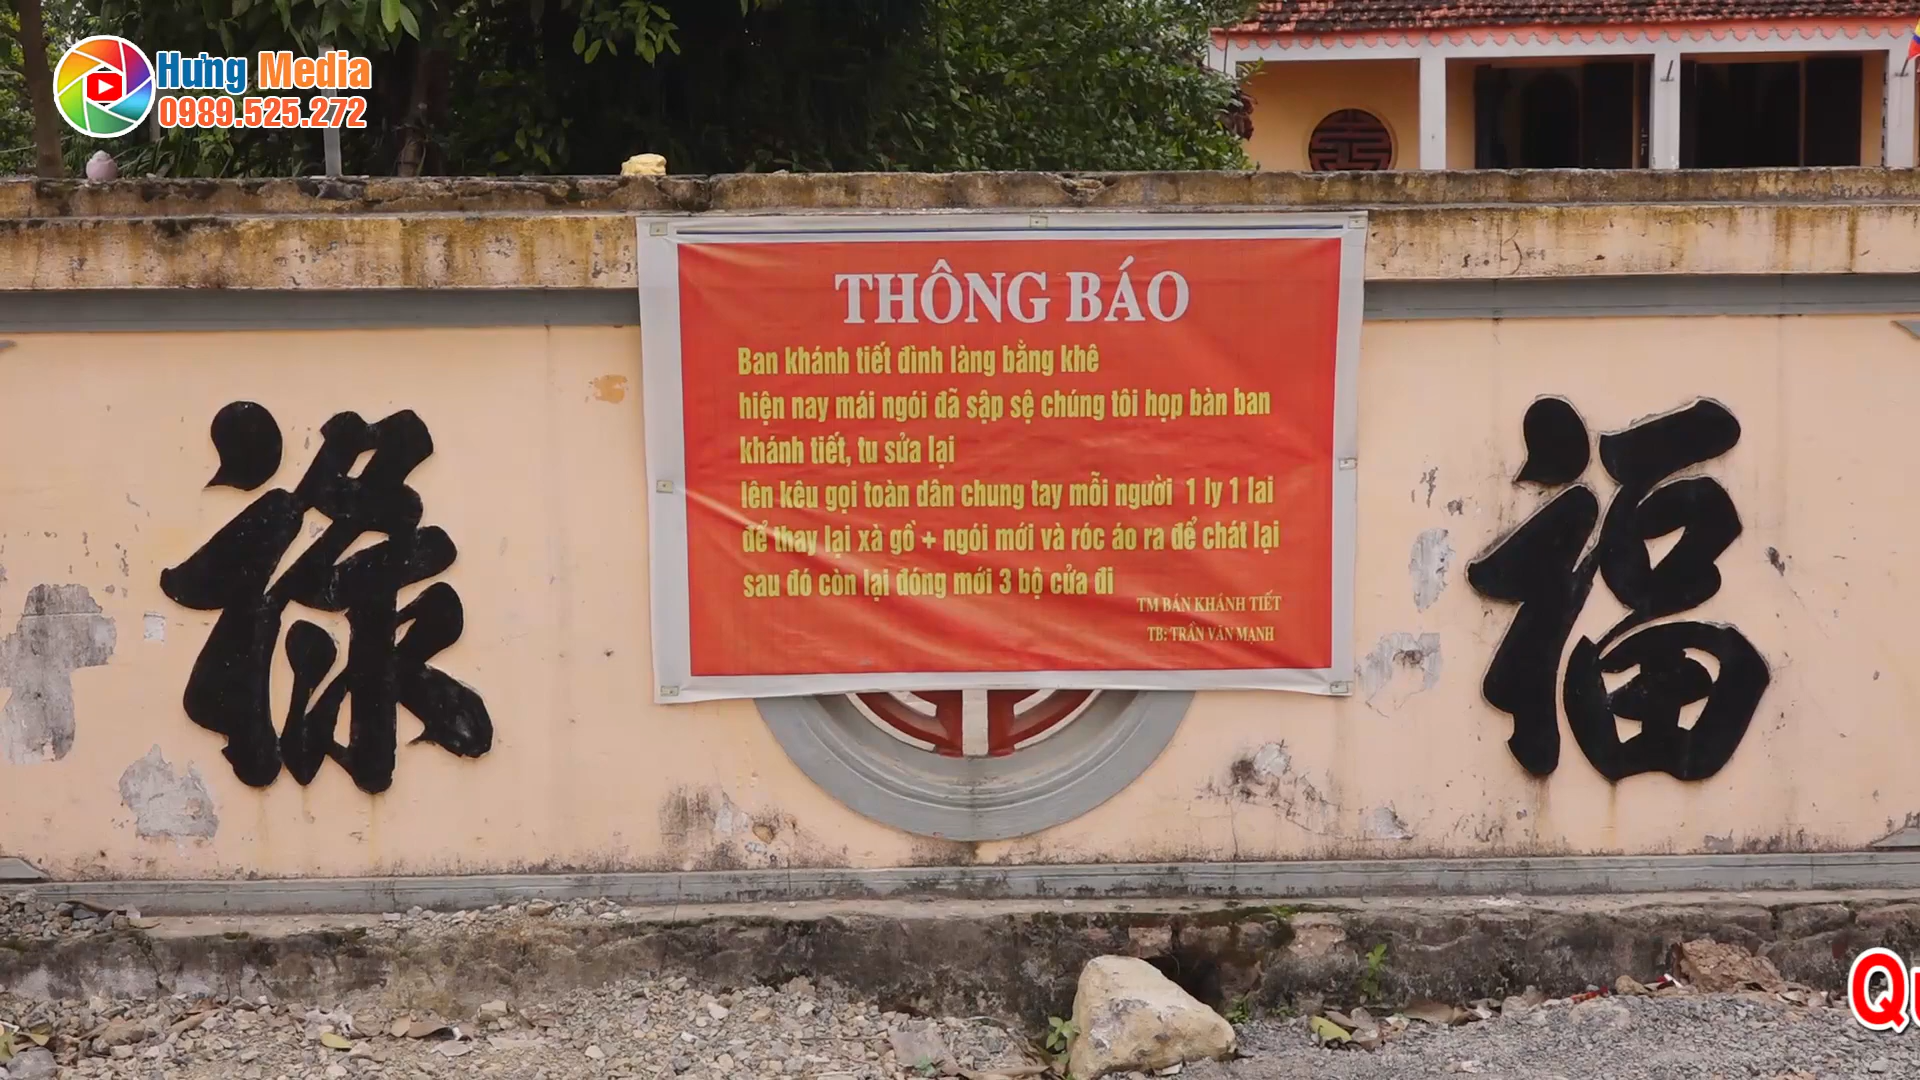 Hưng Media
0989.525.272
THÔNG BÁO
Ban khánh tiết đình làng bằng khê
hiện nay mái ngói đã sập sệ chúng tôi họp bàn ban
khánh tiết, tu sửa lại
lên kêu gọi toàn dân chung tay mỗi người 1 ly 1 lai
để thay lại xà gồ + ngói mới và róc áo ra để chát lại
sau đó còn lại đóng mới 3 bộ cửa đi
TM BAN KHÁNH TIẾT
TB: TRẦN VĂN MẠNH
祿
福
Qu